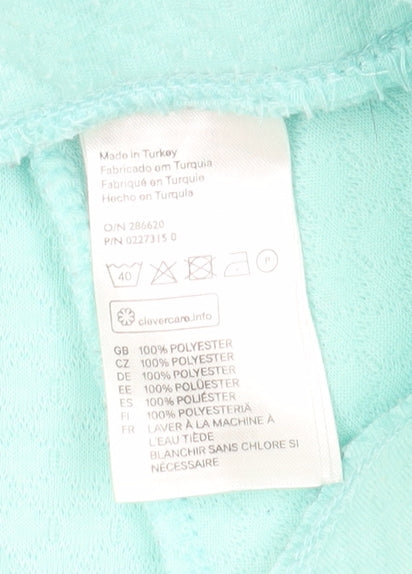 Made in Turkey
Fabricado em Turquia
Fabriqué en Turquie
Hecho en Turquia
O/N 286620
P/N 0227315 0
40
P
clevercare.info
GB 100% POLYESTER
CZ 100% POLYESTER
DE 100% POLYESTER
EE 100% POLÜESTER
ES 100% POLIÉSTER
FI 100% POLYESTERIÄ
FR LAVER À LA MACHINE À
L'EAU TIÈDE
BLANCHIR SANS CHLORE SI
NÉCESSAIRE